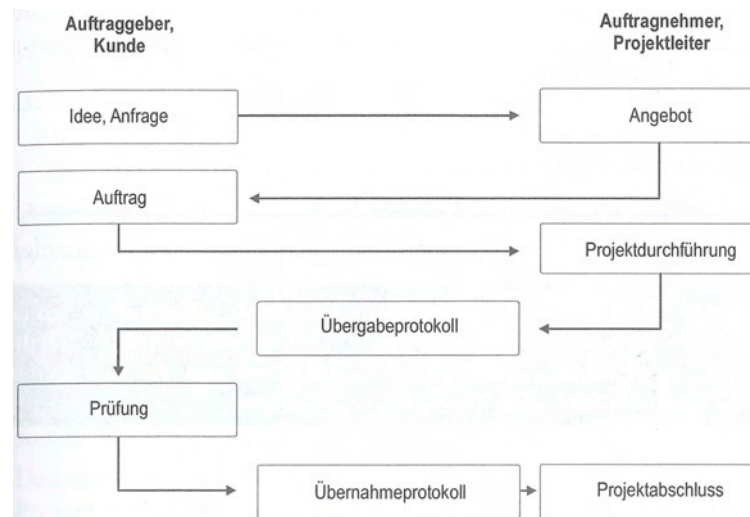 Auftraggeber,
Kunde
Auftragnehmer,
Projektleiter
Idee, Anfrage
Angebot
Auftrag
Projektdurchführung
Übergabeprotokoll
Prüfung
Übernahmeprotokoll
Projektabschluss